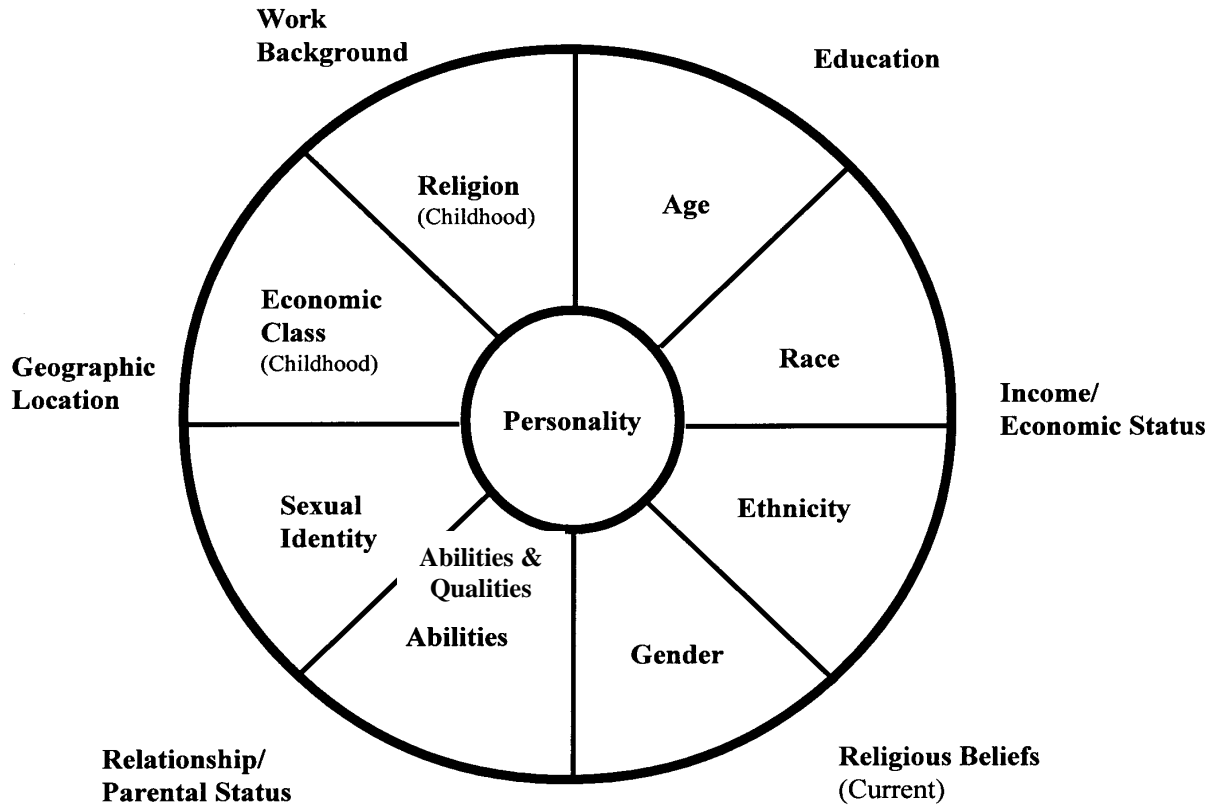 Work
Background
Education
Religion
(Childhood)
Age
Economic
Class
(Childhood)
Race
Geographic
Location
Income/
Economic Status
Personality
Sexual
Identity
Ethnicity
Abilities &
Qualities
Abilities
Gender
Relationship/
Parental Status
Religious Beliefs
(Current)